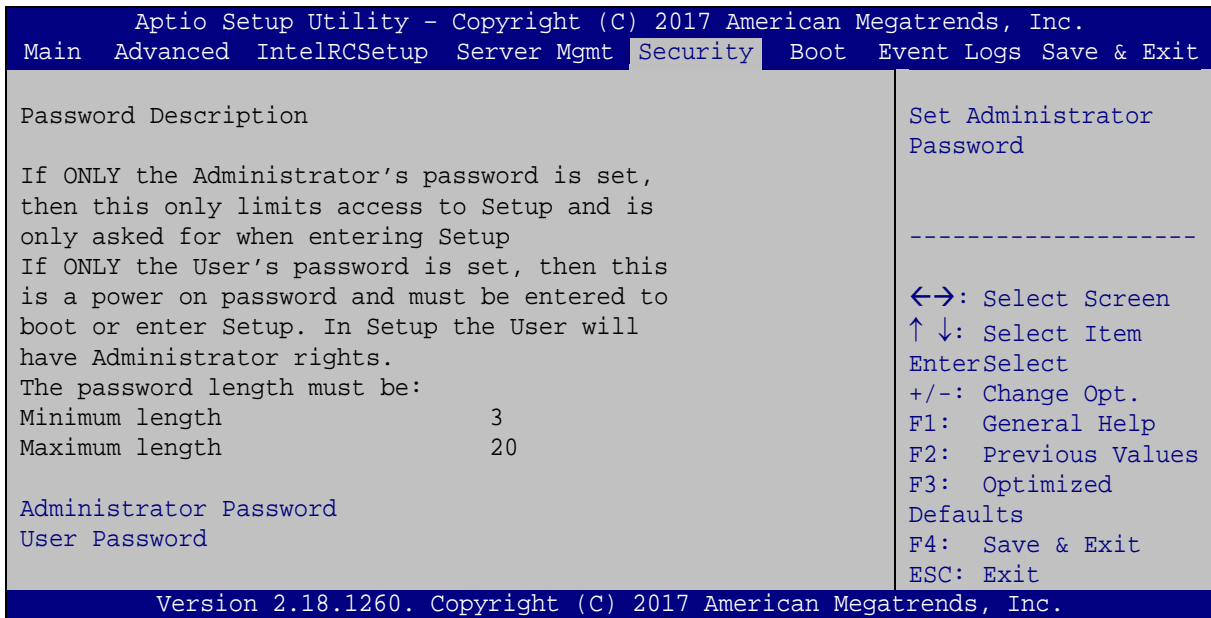 Aptio Setup Utility – Copyright (C) 2017 American Megatrends, Inc.
Main Advanced IntelRCSetup Server Mgmt Security Boot Event Logs Save & Exit
Password Description
If ONLY the Administrator's password is set,
then this only limits access to Setup and is
only asked for when entering Setup
If ONLY the User's password is set, then this
is a power on password and must be entered to
boot or enter Setup. In Setup the User will
have Administrator rights.
The password length must be:
Minimum length 3
Maximum length 20
Administrator Password
User Password
Set Administrator
Password
--------------------
←→: Select Screen
↑ ↓: Select Item
EnterSelect
+/-: Change Opt.
F1: General Help
F2: Previous Values
F3: Optimized
Defaults
F4: Save & Exit
ESC: Exit
Version 2.18.1260. Copyright (C) 2017 American Megatrends, Inc.